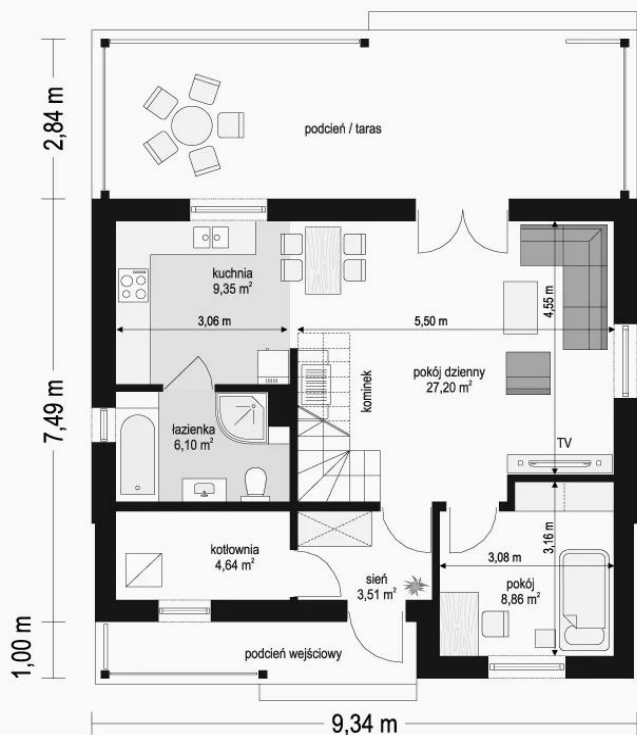 2,84 m
podcień / taras
kuchnia
9,35 m²
3,06 m
5,50 m
4,55 m
7,49 m
kominek
pokój dzienny
27,20 m²
łazienka
6,10 m²
TV
kotłownia
4,64 m²
sień
3,51 m²
3,08 m
3,16 m
pokój
8,86 m²
1,00 m
podcień wejściowy
9,34 m